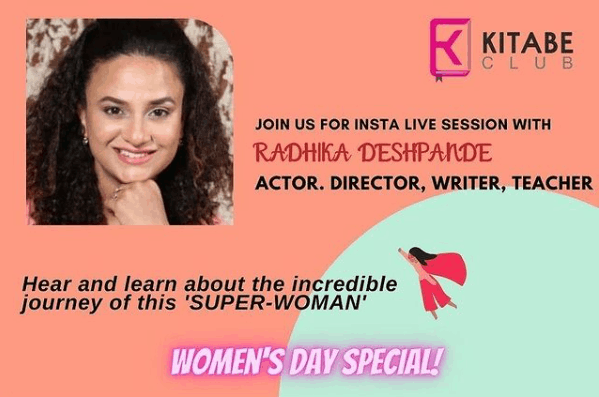 KITABE
CLUB
JOIN US FOR INSTA LIVE SESSION WITH
RADHIKA DESHPANDE
ACTOR. DIRECTOR, WRITER, TEACHER
Hear and learn about the incredible
journey of this 'SUPER-WOMAN'
WOMEN'S DAY SPECIAL!